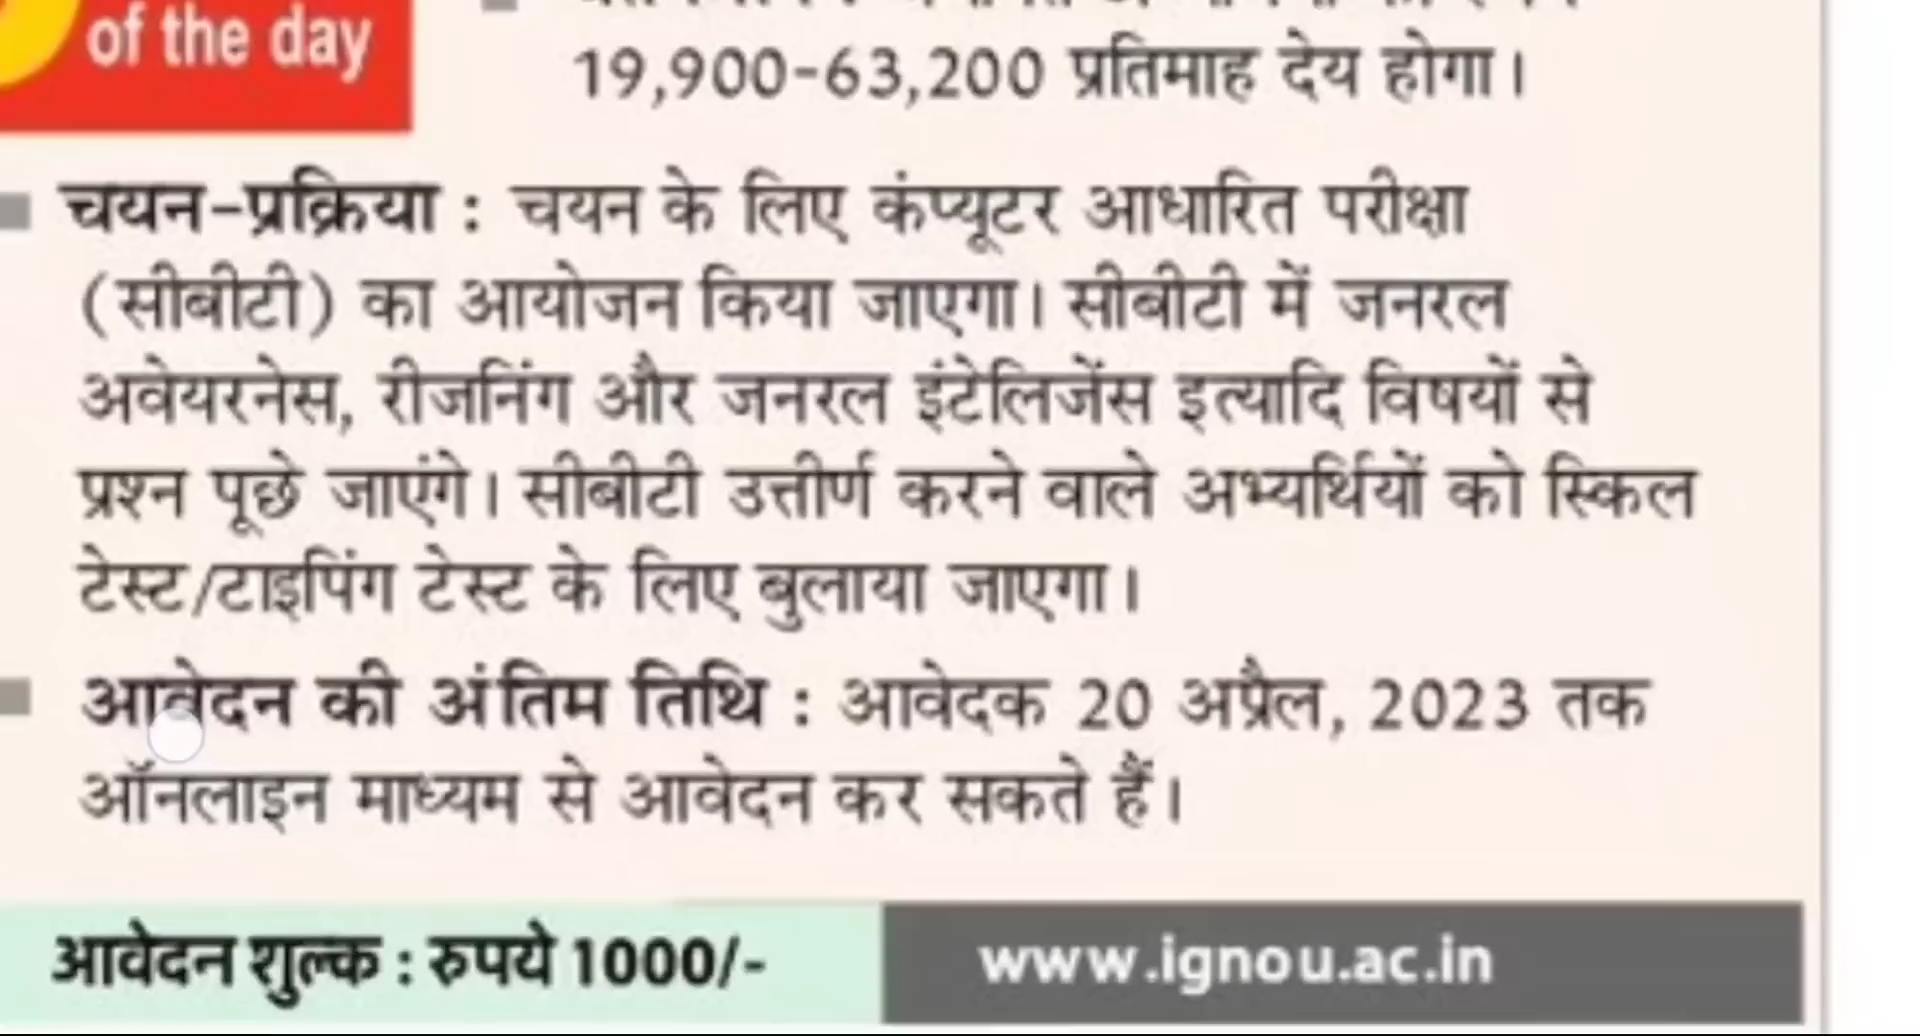 of the day
19,900-63,200 प्रतिमाह देय होगा।
चयन-प्रक्रिया : चयन के लिए कंप्यूटर आधारित परीक्षा
(सीबीटी) का आयोजन किया जाएगा। सीबीटी में जनरल
अवेयरनेस, रीजनिंग और जनरल इंटेलिजेंस इत्यादि विषयों से
प्रश्न पूछे जाएंगे। सीबीटी उत्तीर्ण करने वाले अभ्यर्थियों को स्किल
टेस्ट/टाइपिंग टेस्ट के लिए बुलाया जाएगा।
आवेदन की अंतिम तिथि : आवेदक 20 अप्रैल, 2023 तक
ऑनलाइन माध्यम से आवेदन कर सकते हैं।
आवेदन शुल्क : रुपये 1000/-
www.ignou.ac.in